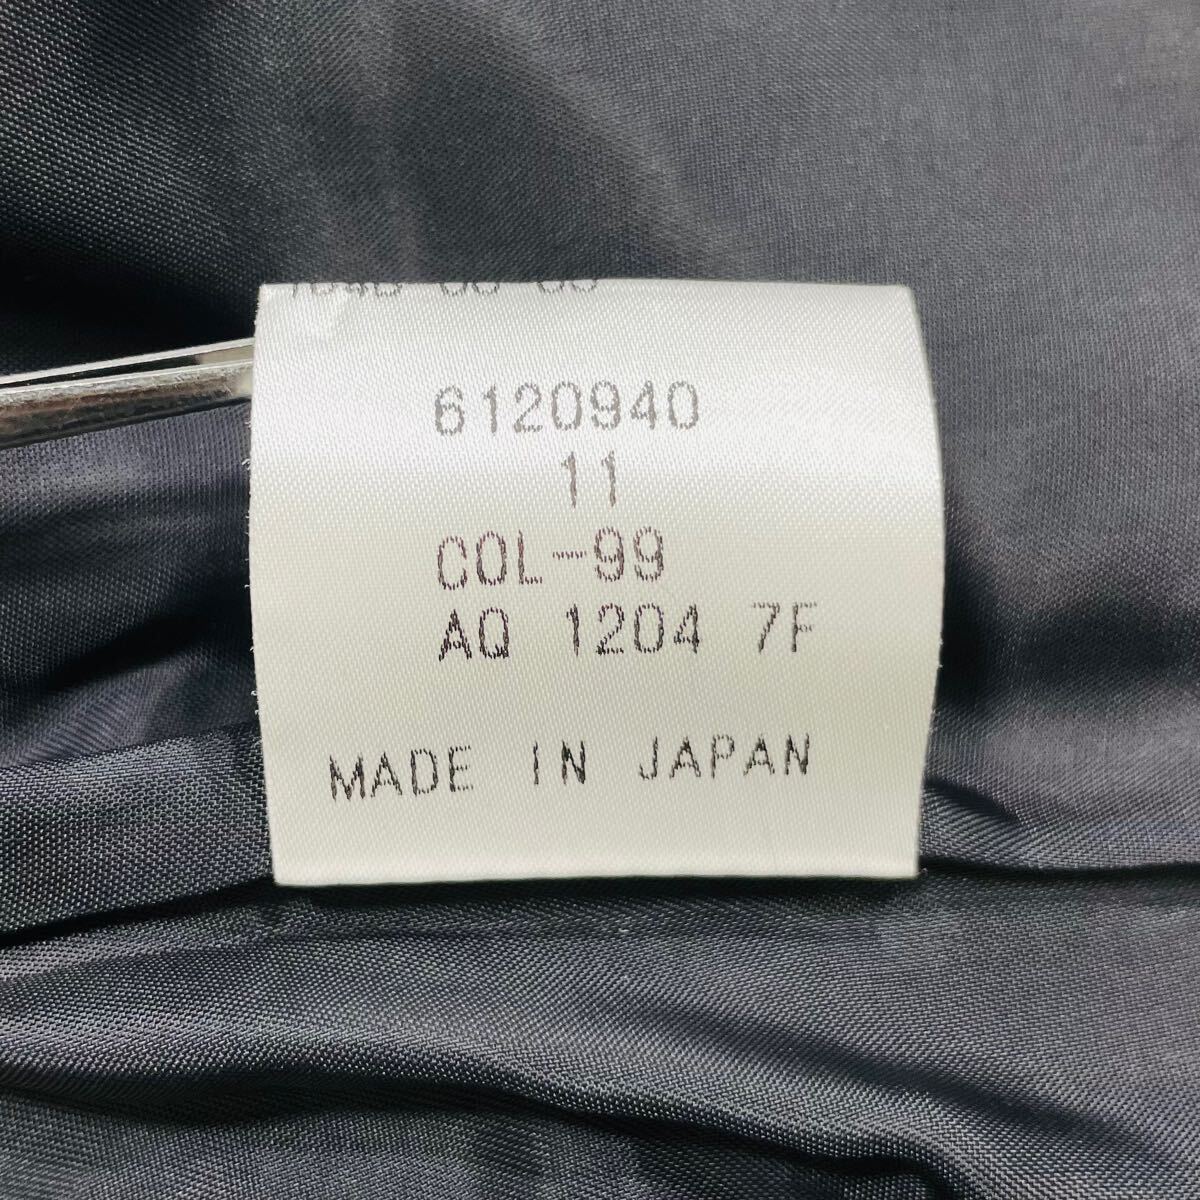 6120940
11
COL-99
AQ 1204 7F
MADE IN JAPAN